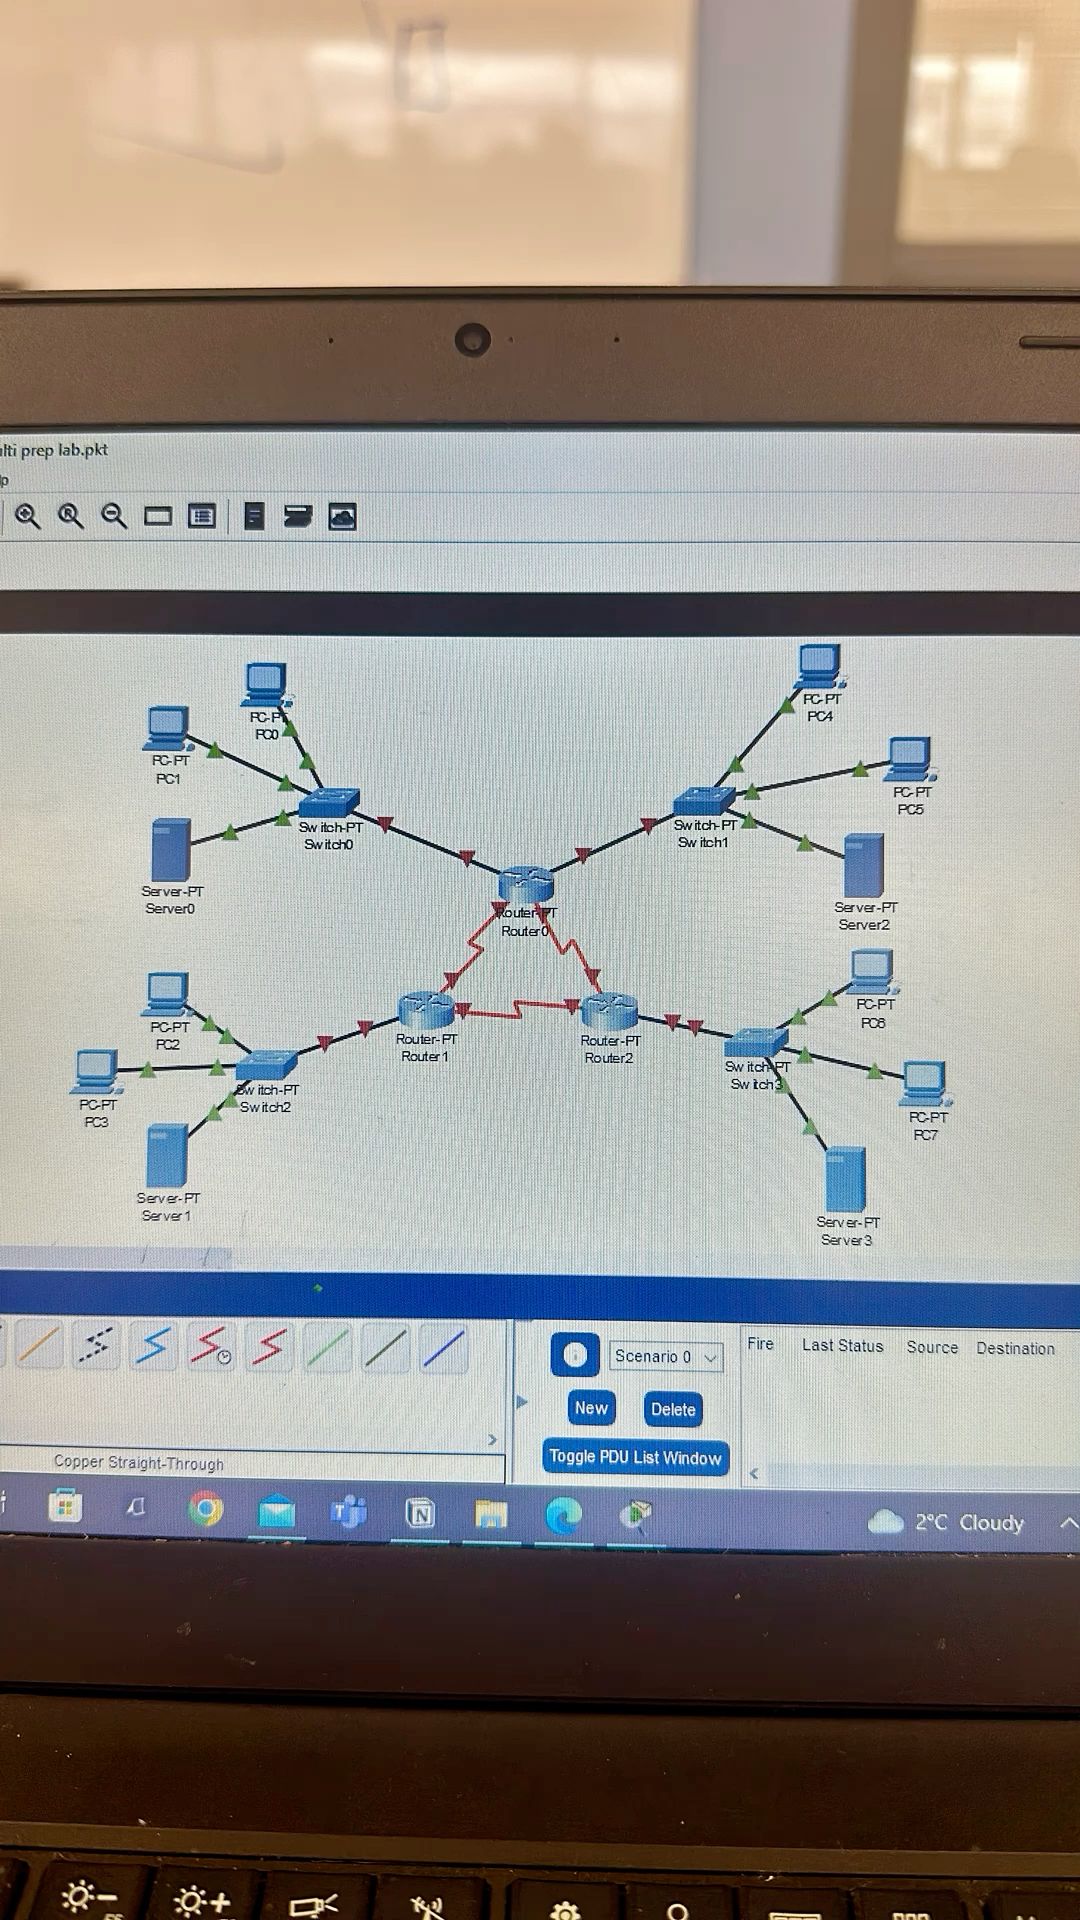 lti prep lab.pkt
lp
PC-PT
PC0
PC-PT
PC1
Server-PT
Server0
Switch-PT
Switch0
PC-PT
PC4
PC-PT
PC5
Switch-PT
Switch1
Server-PT
Server2
Router-PT
Router0
PC-PT
PC2
PC-PT
PC3
Switch-PT
Switch2
Server-PT
Server1
Router-PT
Router1
Router-PT
Router2
PC-PT
PC6
Switch-PT
Switch3
PC-PT
PC7
Server-PT
Server3
Scenario 0
New
Delete
Toggle PDU List Window
Fire Last Status Source Destination
Copper Straight-Through
2°C Cloudy